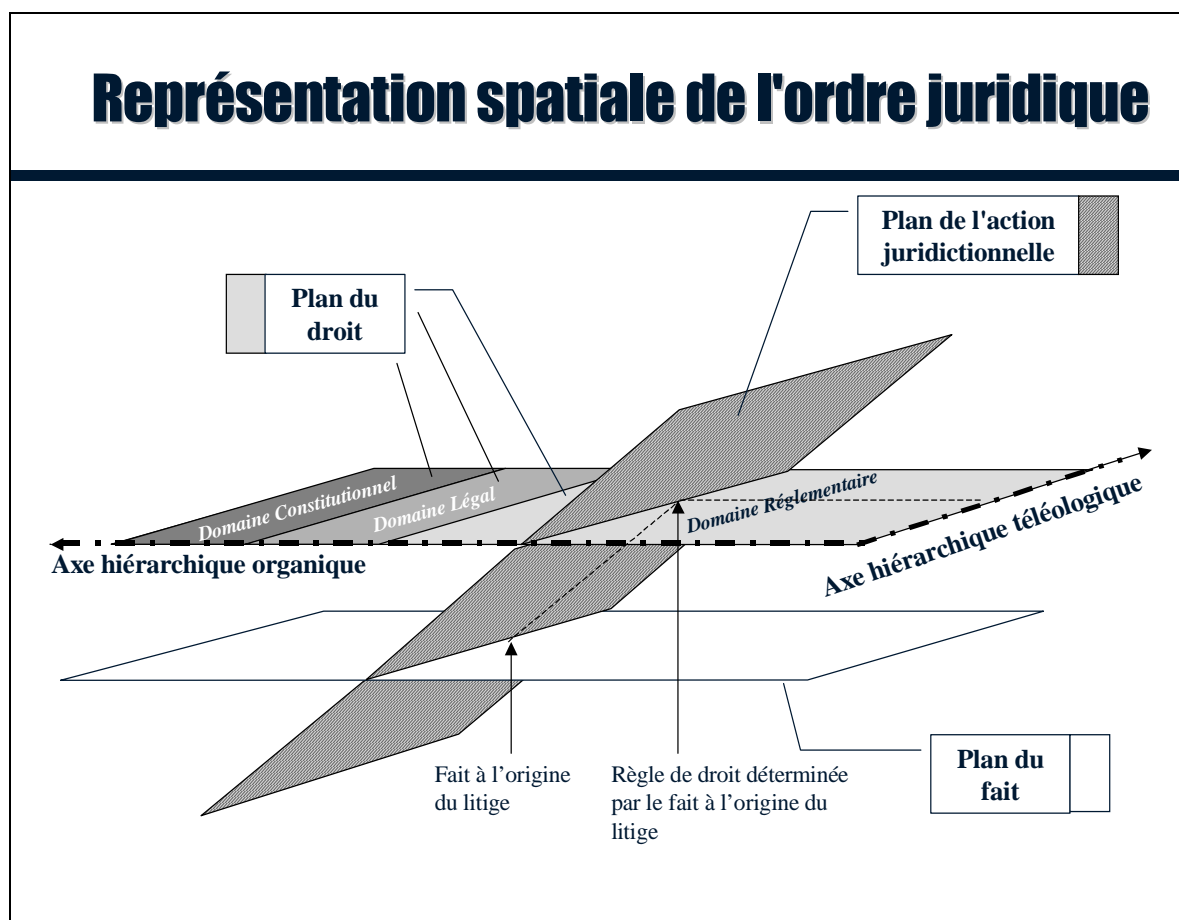 Représentation spatiale de l'ordre juridique
Plan de l'action
juridictionnelle
Plan du
droit
Domaine Constitutionnel
Domaine Légal
Domaine Réglementaire
Axe hiérarchique organique
Axe hiérarchique téléologique
Fait à l'origine
du litige
Règle de droit déterminée
par le fait à l'origine du
litige
Plan du
fait